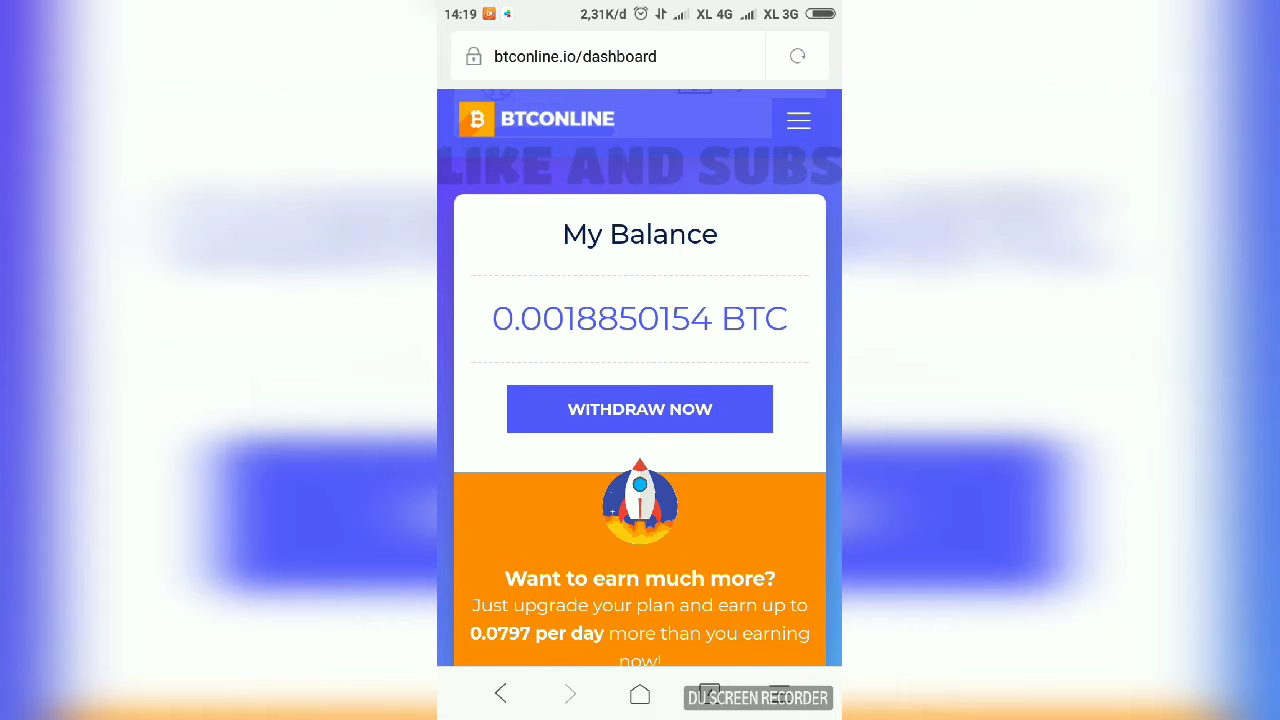 14:19 2,31K/d XL 4G XL 3G
btconline.io/dashboard
BTCONLINE
LIKE AND SUBS
My Balance
0.0018850154 BTC
WITHDRAW NOW
Want to earn much more?
Just upgrade your plan and earn up to
0.0797 per day more than you earning
now!
DU SCREEN RECORDER